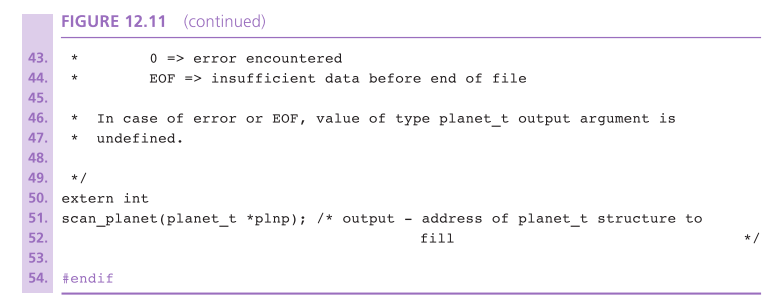 FIGURE 12.11 (continued)
43. * 0 => error encountered
44. * EOF => insufficient data before end of file
45.
46. * In case of error or EOF, value of type planet_t output argument is
47. * undefined.
48.
49. */
50. extern int
51. scan_planet(planet_t *plnp); /* output – address of planet_t structure to
52. fill */
53.
54. #endif